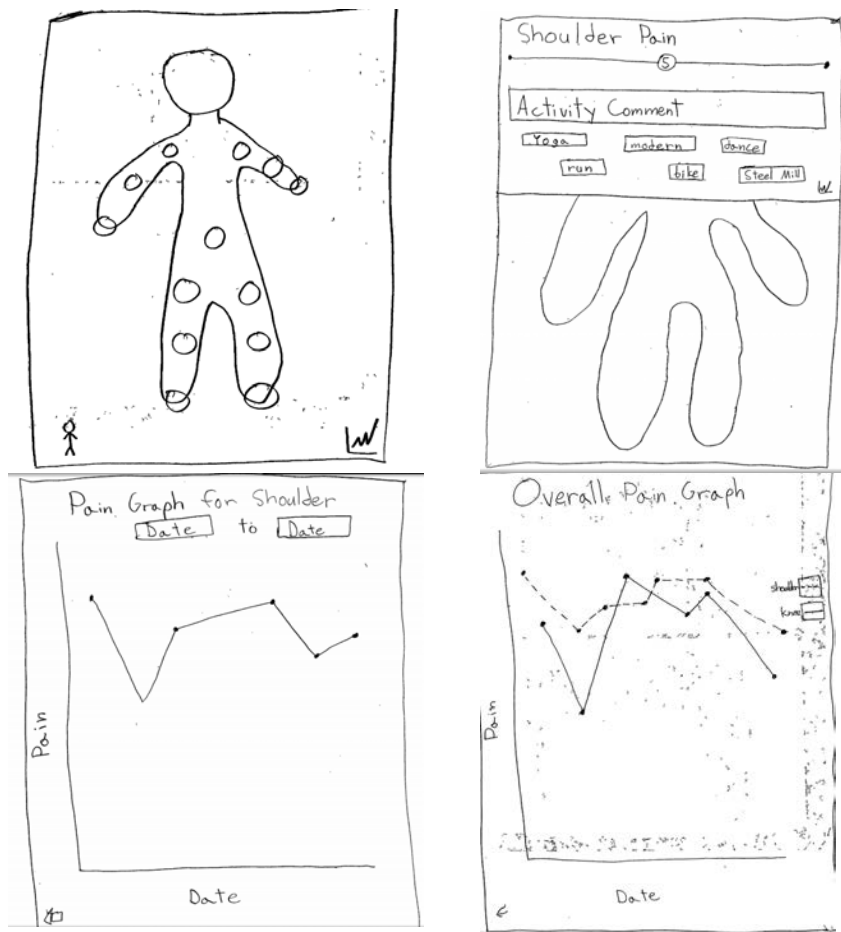 Shoulder Pain
5
Activity Comment
Yoga modern dance
run bike Steel Mill
Pain Graph for Shoulder
Date to Date
Pain
Date
Overall Pain Graph
shoulder
knee
Pain
Date